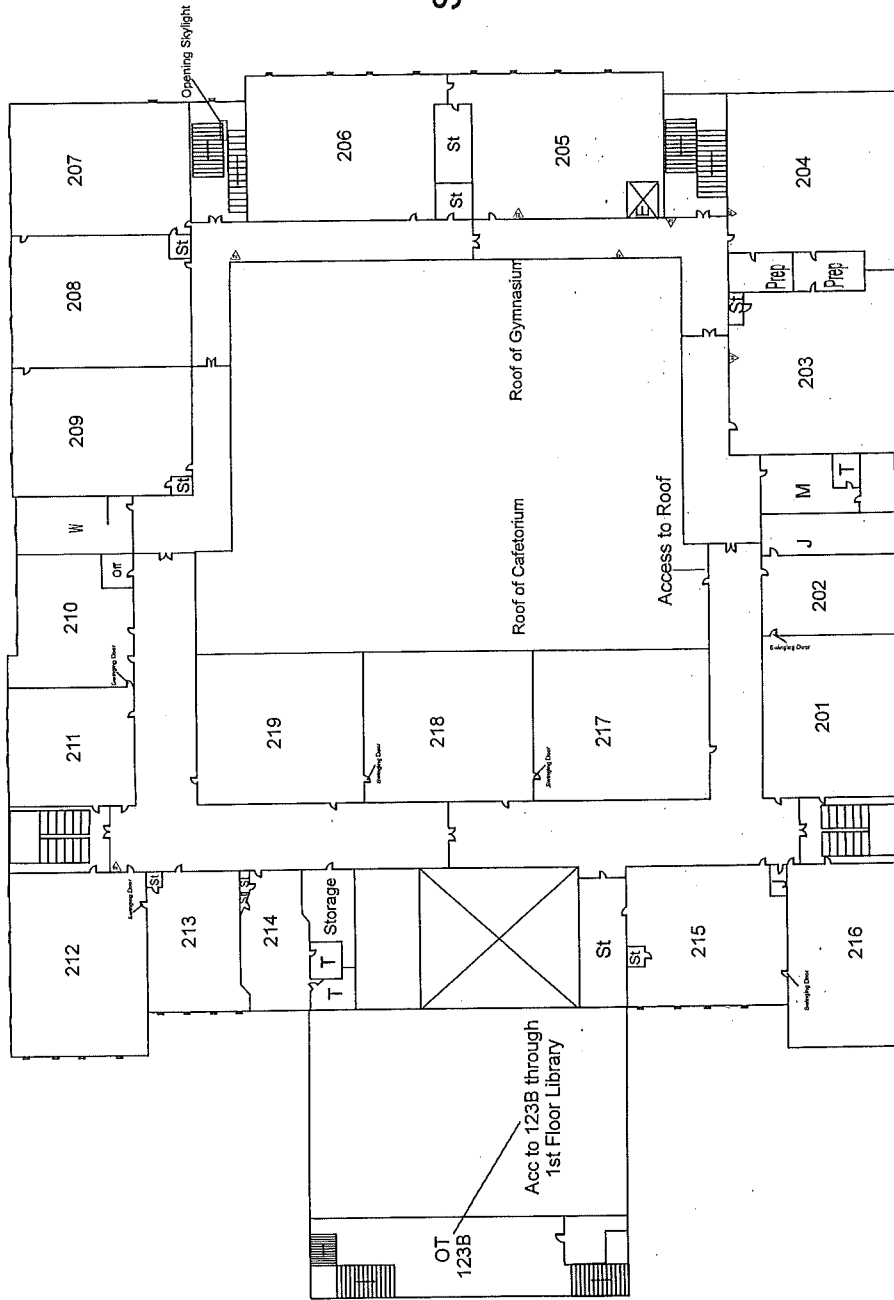 Opening Skylight
207
206
205
204
St
St
E
St
208
Roof of Gymnasium
Prep
Prep
St
203
209
St
W
Off
210
Swinging Door
Roof of Cafetorium
Access to Roof
M
T
J
202
Swinging Door
211
219
218
217
201
Swinging Door
Swinging Door
212
Swinging Door
St
213
St
St
214
Storage
T
T
St
St
215
J
216
Swinging Door
Acc to 123B through
1st Floor Library
OT
123B